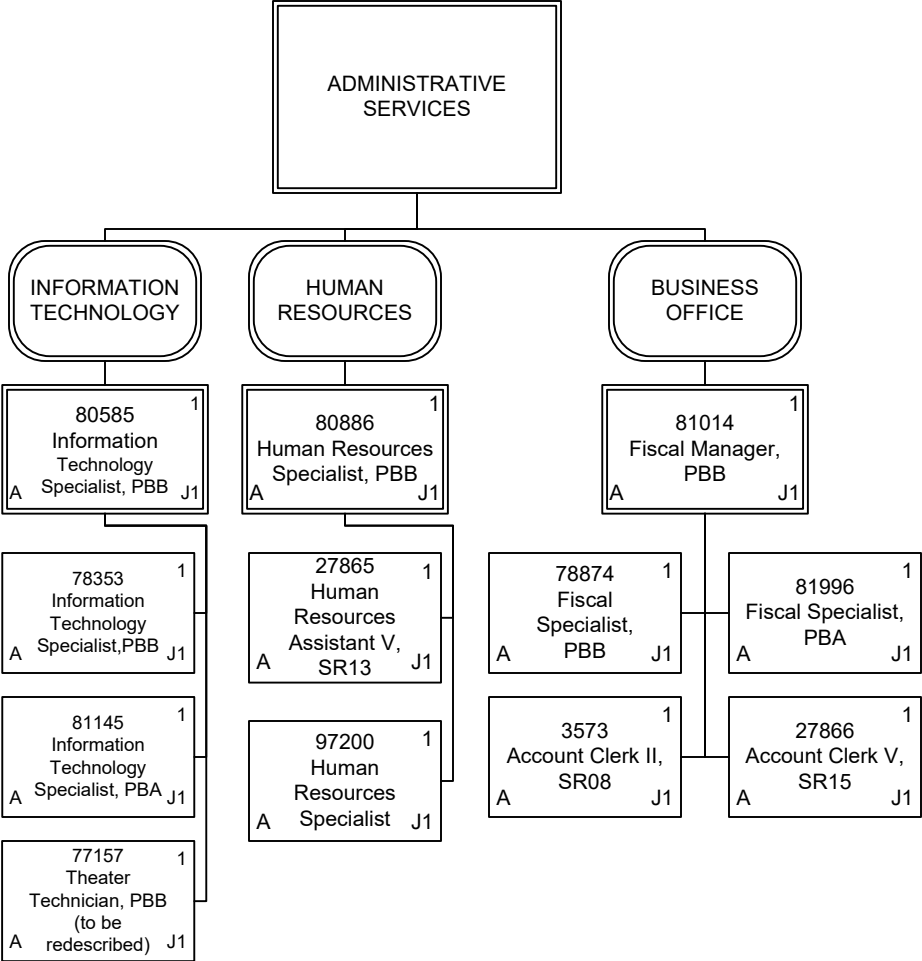 ADMINISTRATIVE
SERVICES
INFORMATION
TECHNOLOGY
HUMAN
RESOURCES
BUSINESS
OFFICE
1
80585
Information
Technology
Specialist, PBB
A
J1
1
80886
Human Resources
Specialist, PBB
A
J1
1
81014
Fiscal Manager,
PBB
A
J1
1
78353
Information
Technology
Specialist,PBB
A
J1
1
27865
Human
Resources
Assistant V,
SR13
A
J1
1
78874
Fiscal
Specialist,
PBB
A
J1
1
81996
Fiscal Specialist,
PBA
A
J1
1
81145
Information
Technology
Specialist, PBA
A
J1
1
97200
Human
Resources
Specialist
A
J1
1
3573
Account Clerk II,
SR08
A
J1
1
27866
Account Clerk V,
SR15
A
J1
1
77157
Theater
Technician, PBB
(to be
redescribed)
A
J1